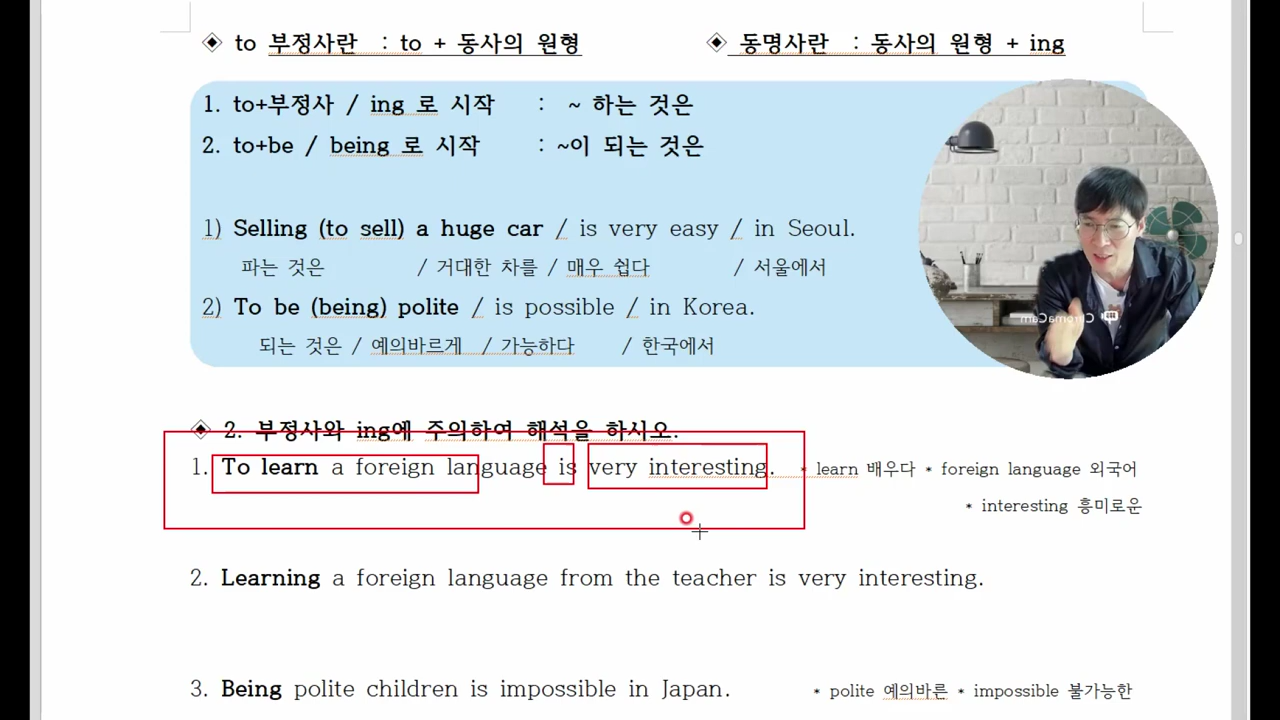 ◈ to 부정사란 : to + 동사의 원형 ◈ 동명사란 : 동사의 원형 + ing
1. to+부정사 / ing 로 시작 : ~ 하는 것은
2. to+be / being 로 시작 : ~이 되는 것은
1) Selling (to sell) a huge car / is very easy / in Seoul.
파는 것은 / 거대한 차를 / 매우 쉽다 / 서울에서
2) To be (being) polite / is possible / in Korea.
되는 것은 / 예의바르게 / 가능하다 / 한국에서
ChromaCam
◈ 2. 부정사와 ing에 주의하여 해석을 하시오.
1. To learn a foreign language is very interesting. * learn 배우다 * foreign language 외국어
* interesting 흥미로운
2. Learning a foreign language from the teacher is very interesting.
3. Being polite children is impossible in Japan. * polite 예의바른 * impossible 불가능한